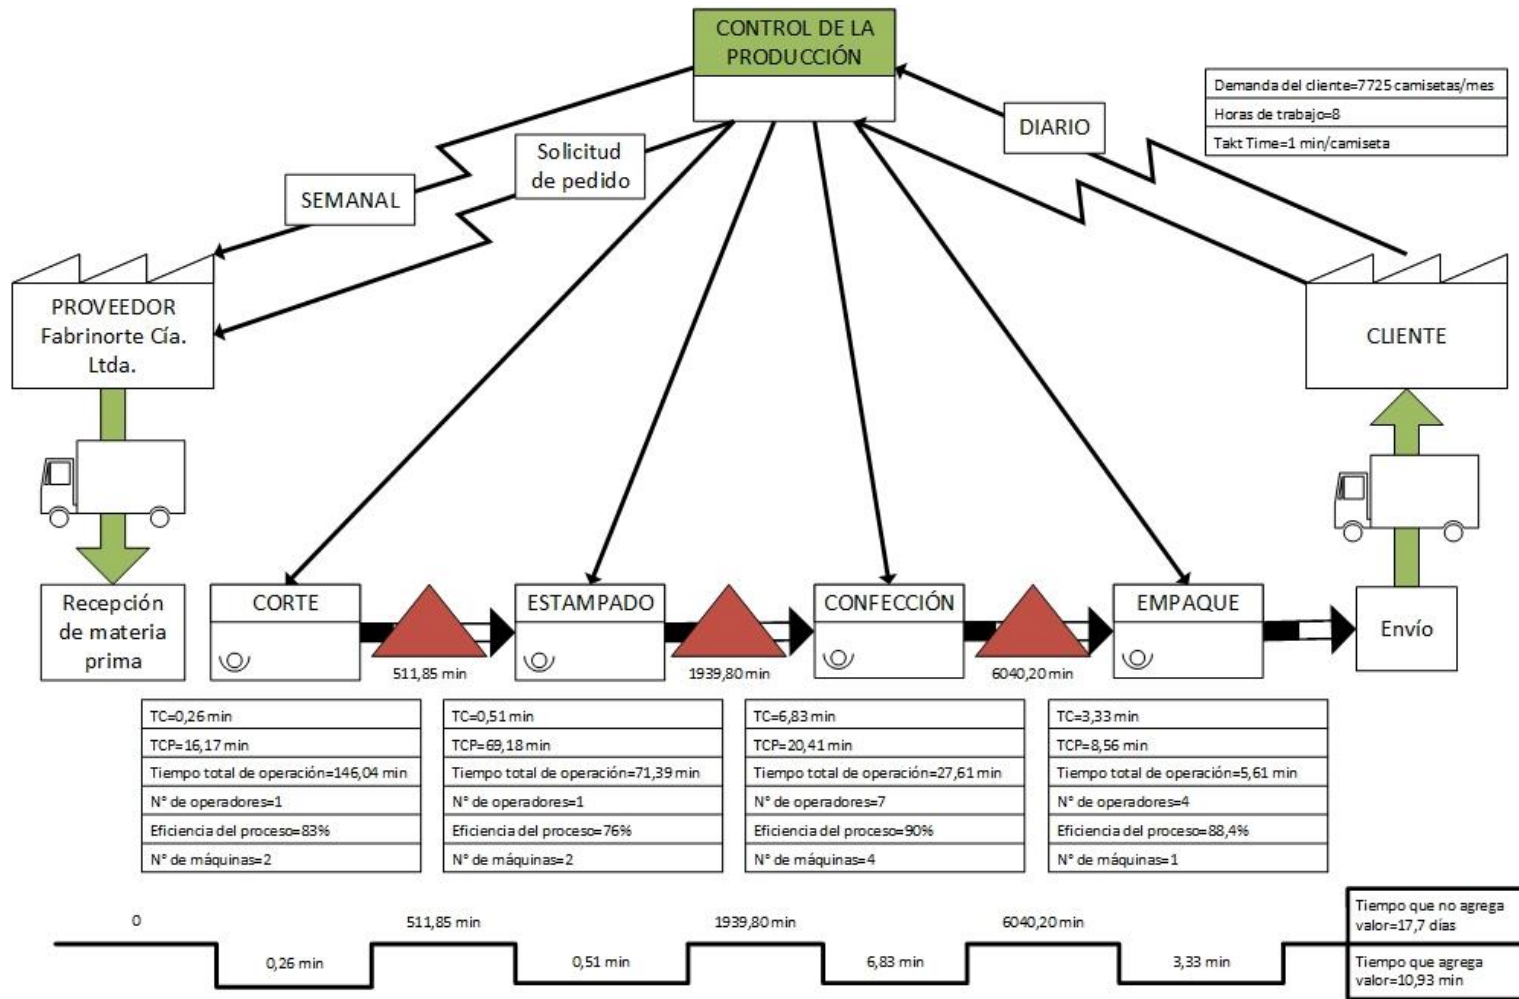 CONTROL DE LA
PRODUCCIÓN
Demanda del cliente=7725 camisetas/mes
Horas de trabajo=8
Takt Time=1 min/camiseta
DIARIO
Solicitud
de pedido
SEMANAL
PROVEEDOR
Fabrinorte Cía.
Ltda.
CLIENTE
Recepción
de materia
prima
CORTE
ESTAMPADO
CONFECCIÓN
EMPAQUE
Envío
511,85 min
1939,80 min
6040,20 min
TC=0,26 min
TCP=16,17 min
Tiempo total de operación=146,04 min
N° de operadores=1
Eficiencia del proceso=83%
N° de máquinas=2
TC=0,51 min
TCP=69,18 min
Tiempo total de operación=71,39 min
N° de operadores=1
Eficiencia del proceso=76%
N° de máquinas=2
TC=6,83 min
TCP=20,41 min
Tiempo total de operación=27,61 min
N° de operadores=7
Eficiencia del proceso=90%
N° de máquinas=4
TC=3,33 min
TCP=8,56 min
Tiempo total de operación=5,61 min
N° de operadores=4
Eficiencia del proceso=88,4%
N° de máquinas=1
0
511,85 min
1939,80 min
6040,20 min
0,26 min
0,51 min
6,83 min
3,33 min
Tiempo que no agrega
valor=17,7 días
Tiempo que agrega
valor=10,93 min